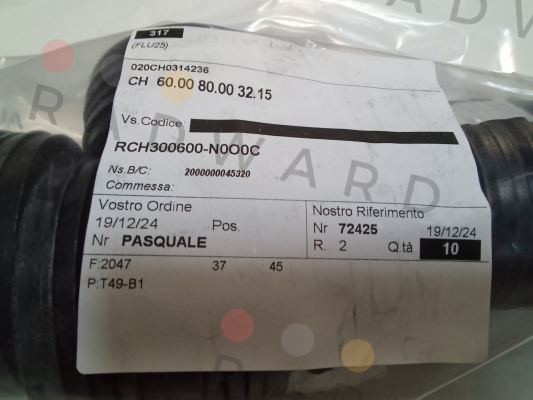 317
(FLU25)
020CH0314236
CH 60.00 80.00 32.15
Vs.Codice:
RCH300600-N0O0C
Ns.B/C: 2000000045320
Commessa:
Vostro Ordine
19/12/24 Pos.
Nr PASQUALE
Nostro Riferimento
Nr 72425 19/12/24
R. 2 Q.tà 10
F:2047 37 45
P:T49-B1
RADWARD